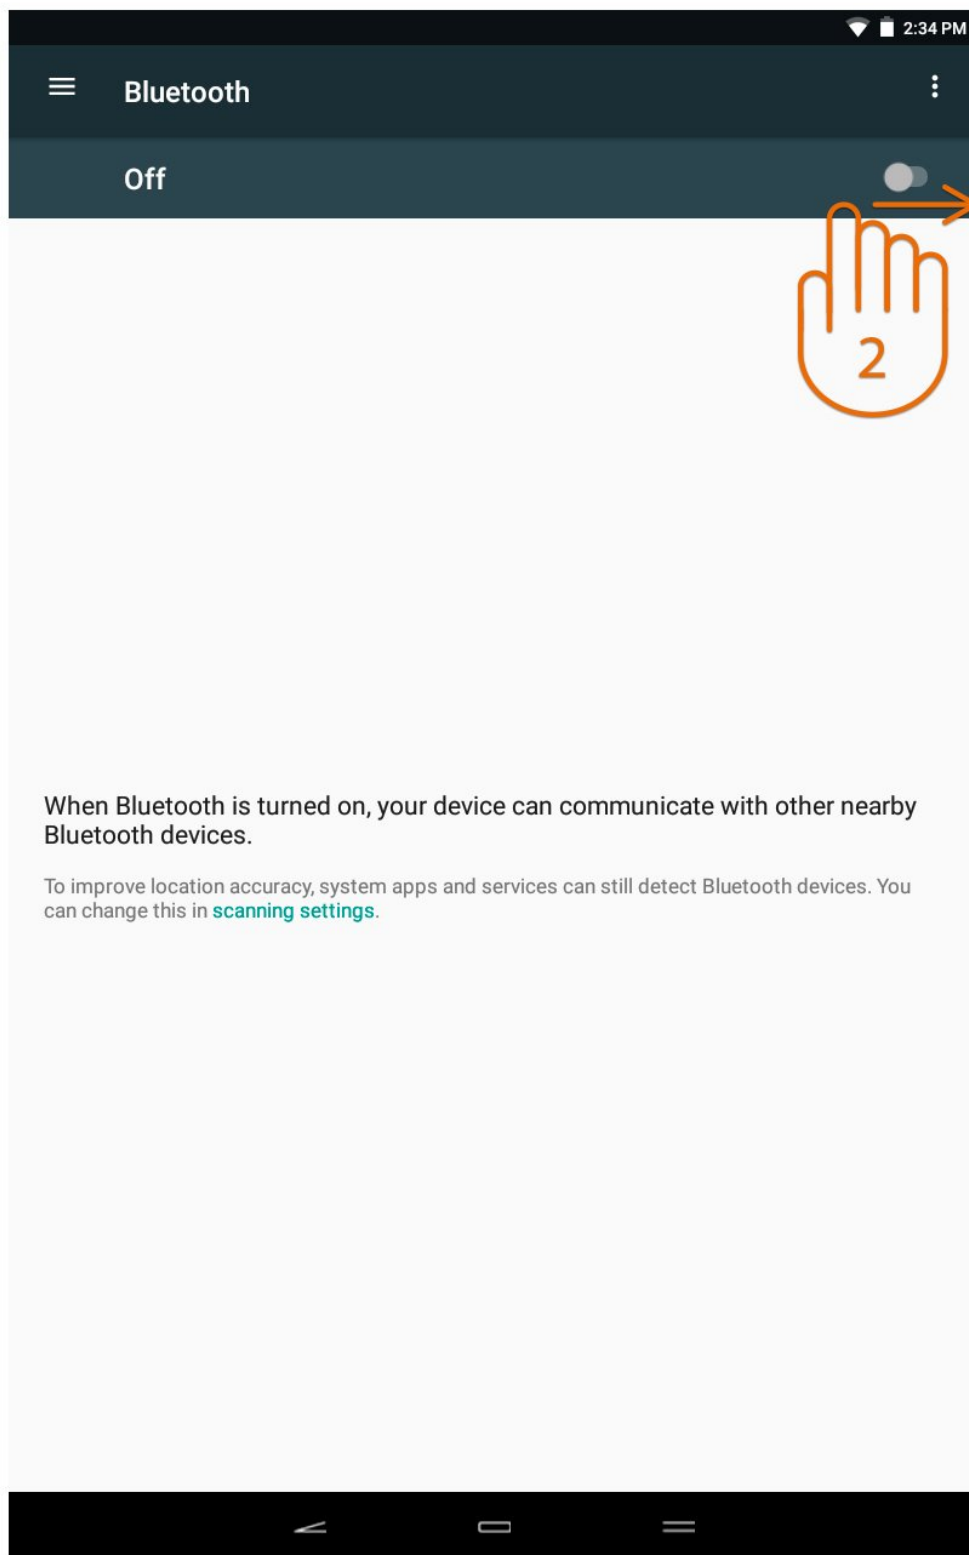 2:34 PM
Bluetooth
Off
2
When Bluetooth is turned on, your device can communicate with other nearby
Bluetooth devices.
To improve location accuracy, system apps and services can still detect Bluetooth devices. You
can change this in scanning settings.